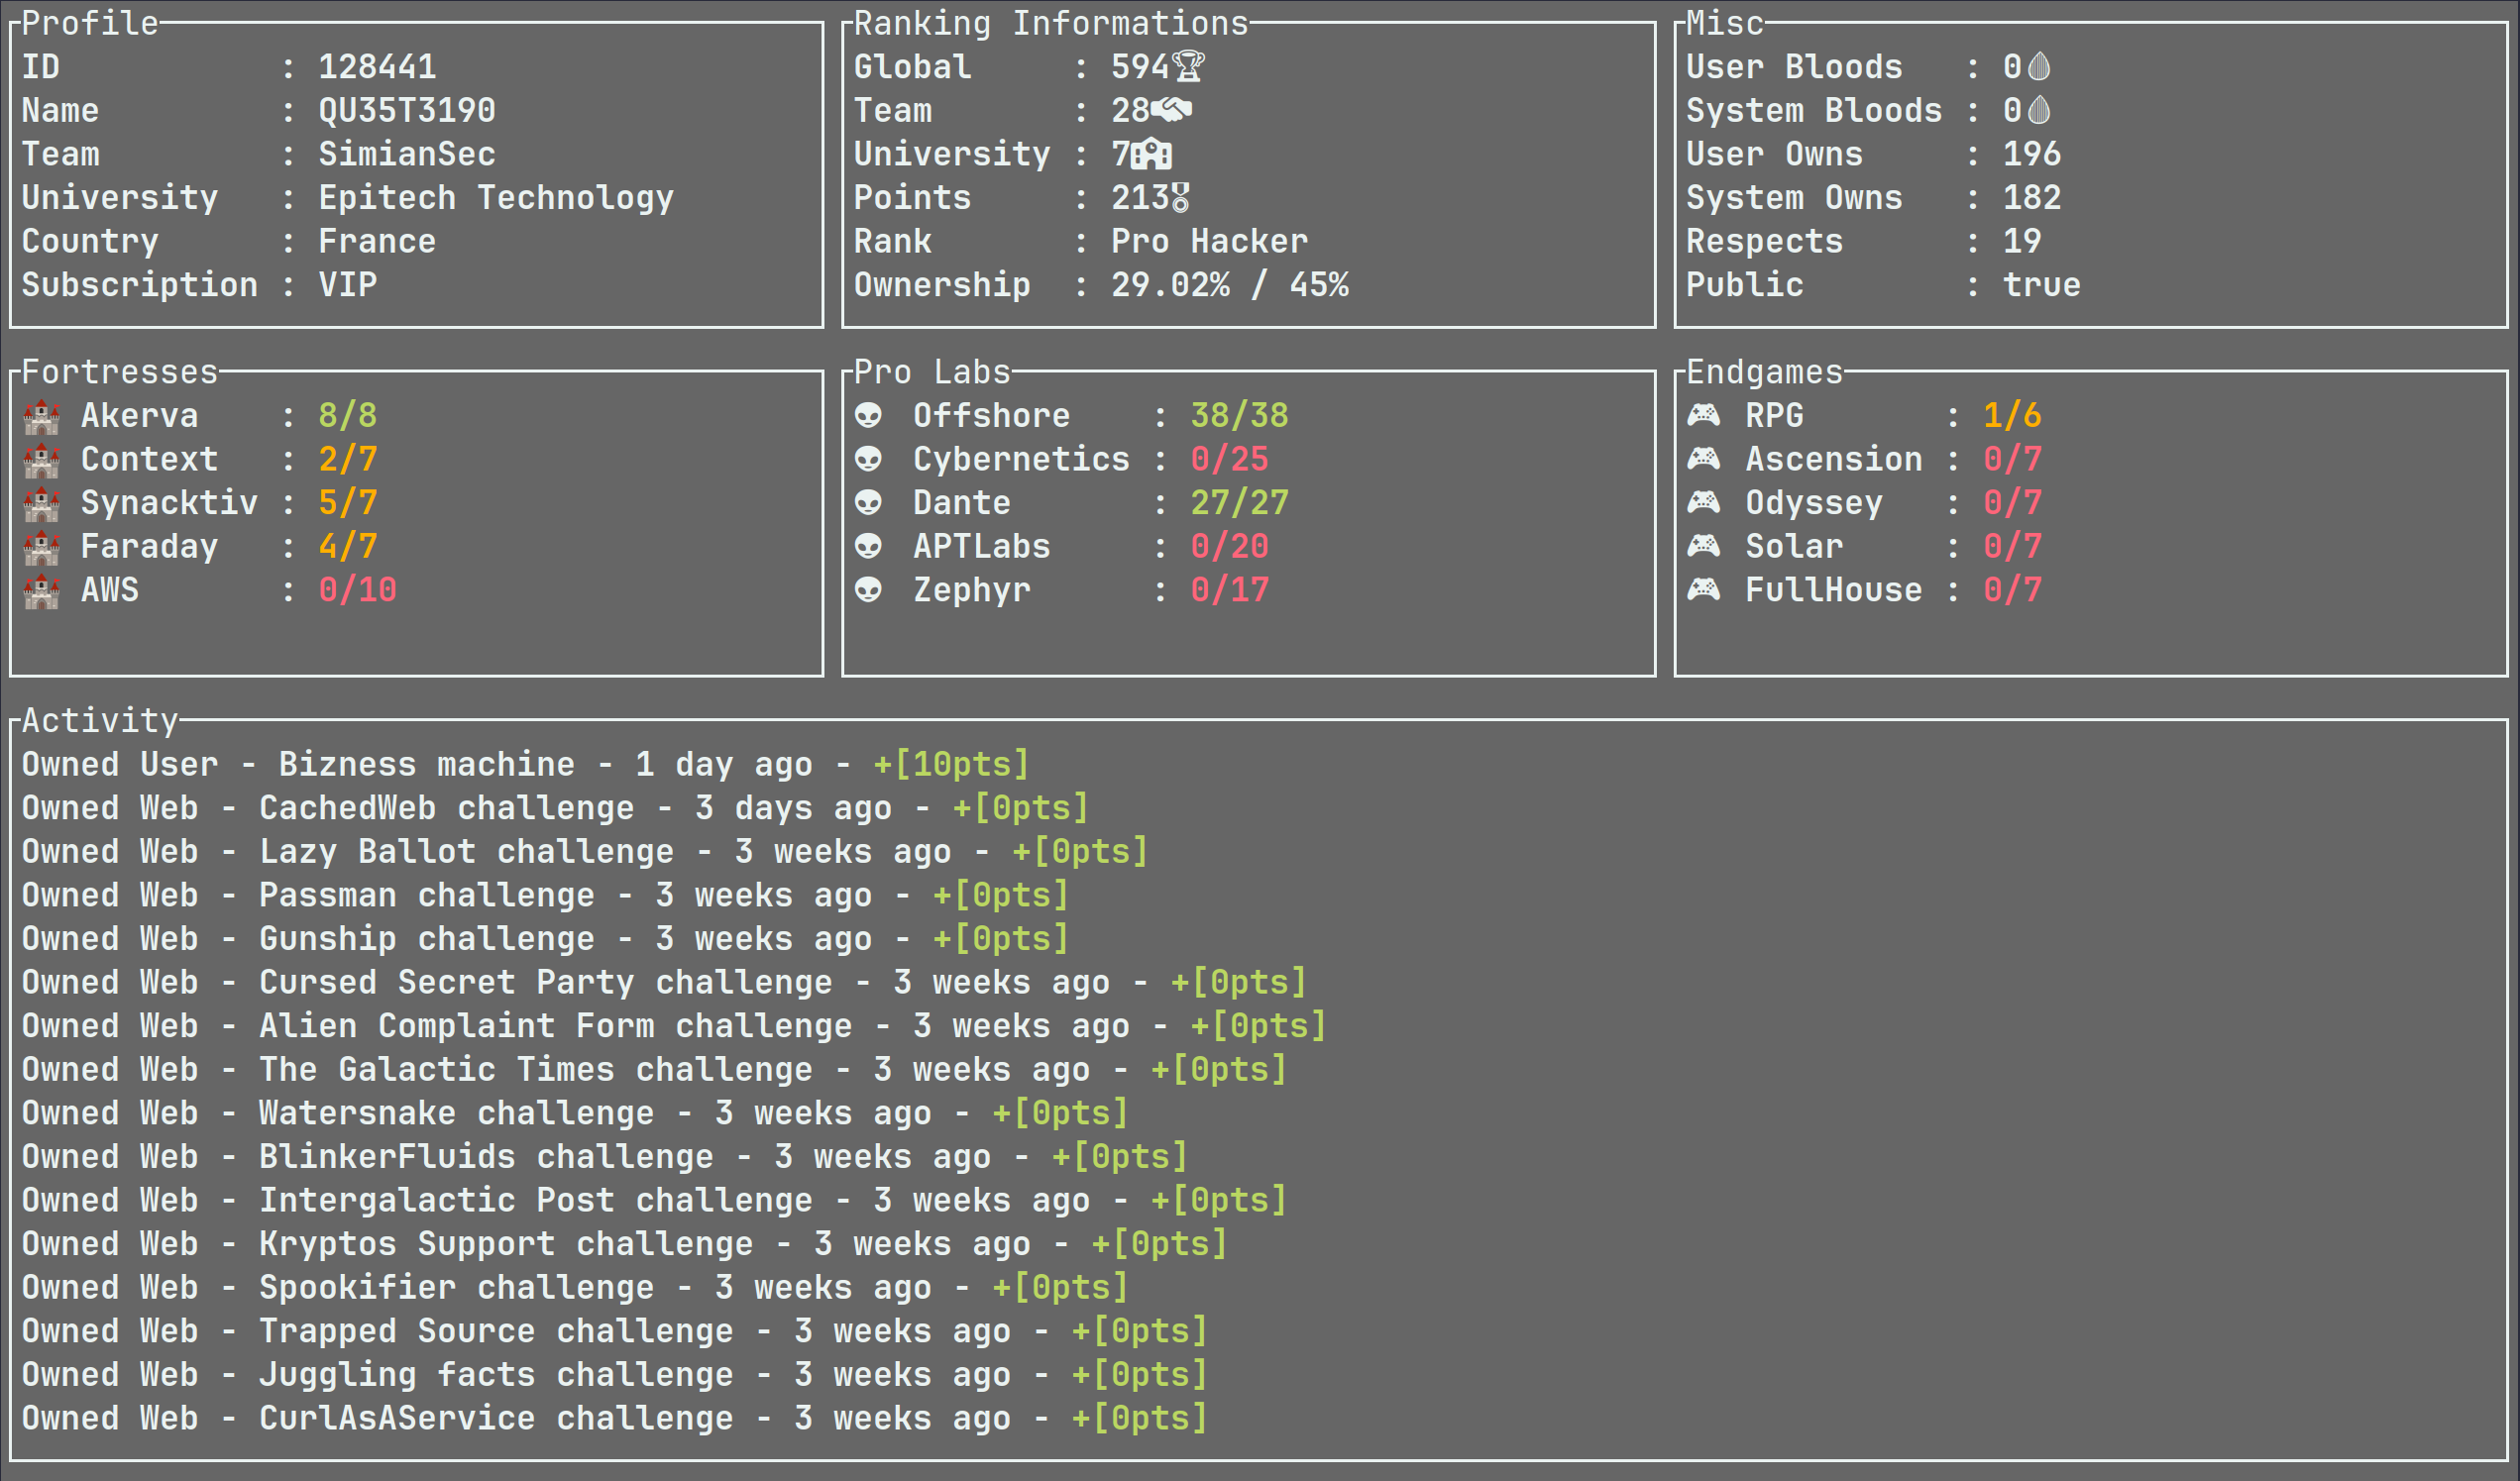 Profile
ID : 128441
Name : QU35T3190
Team : SimianSec
University : Epitech Technology
Country : France
Subscription : VIP
Ranking Informations
Global : 594
Team : 28
University : 7
Points : 213
Rank : Pro Hacker
Ownership : 29.02% / 45%
Misc
User Bloods : 0
System Bloods : 0
User Owns : 196
System Owns : 182
Respects : 19
Public : true
Fortresses
Akerva : 8/8
Context : 2/7
Synacktiv : 5/7
Faraday : 4/7
AWS : 0/10
Pro Labs
Offshore : 38/38
Cybernetics : 0/25
Dante : 27/27
APTLabs : 0/20
Zephyr : 0/17
Endgames
RPG : 1/6
Ascension : 0/7
Odyssey : 0/7
Solar : 0/7
FullHouse : 0/7
Activity
Owned User - Bizness machine - 1 day ago - +[10pts]
Owned Web - CachedWeb challenge - 3 days ago - +[0pts]
Owned Web - Lazy Ballot challenge - 3 weeks ago - +[0pts]
Owned Web - Passman challenge - 3 weeks ago - +[0pts]
Owned Web - Gunship challenge - 3 weeks ago - +[0pts]
Owned Web - Cursed Secret Party challenge - 3 weeks ago - +[0pts]
Owned Web - Alien Complaint Form challenge - 3 weeks ago - +[0pts]
Owned Web - The Galactic Times challenge - 3 weeks ago - +[0pts]
Owned Web - Watersnake challenge - 3 weeks ago - +[0pts]
Owned Web - BlinkerFluids challenge - 3 weeks ago - +[0pts]
Owned Web - Intergalactic Post challenge - 3 weeks ago - +[0pts]
Owned Web - Kryptos Support challenge - 3 weeks ago - +[0pts]
Owned Web - Spookifier challenge - 3 weeks ago - +[0pts]
Owned Web - Trapped Source challenge - 3 weeks ago - +[0pts]
Owned Web - Juggling facts challenge - 3 weeks ago - +[0pts]
Owned Web - CurlAsAService challenge - 3 weeks ago - +[0pts]